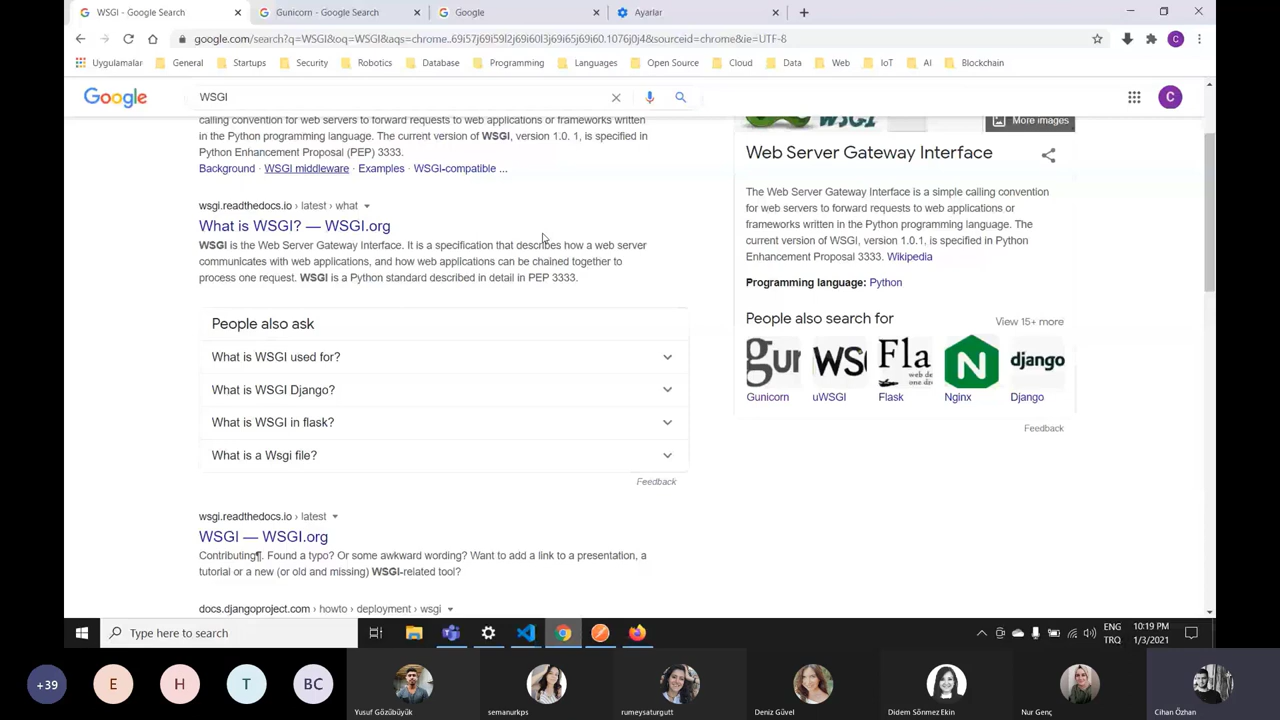 WSGI - Google Search
Gunicorn - Google Search
Google
Ayarlar
google.com/search?q=WSGI&oq=WSGI&aqs=chrome..69i57j69i59l2j69i60l3j69i65j69i60.1076j0j4&sourceid=chrome&ie=UTF-8
Uygulamalar
General
Startups
Security
Robotics
Database
Programming
Languages
Open Source
Cloud
Data
Web
IoT
AI
Blockchain
Google
WSGI
C
C
calling convention for web servers to forward requests to web applications or frameworks written
in the Python programming language. The current version of WSGI, version 1.0. 1, is specified in
Python Enhancement Proposal (PEP) 3333.
Background · WSGI middleware · Examples · WSGI-compatible ...
wsgi.readthedocs.io › latest › what
What is WSGI? — WSGI.org
WSGI is the Web Server Gateway Interface. It is a specification that describes how a web server
communicates with web applications, and how web applications can be chained together to
process one request. WSGI is a Python standard described in detail in PEP 3333.
People also ask
What is WSGI used for?
What is WSGI Django?
What is WSGI in flask?
What is a Wsgi file?
Feedback
wsgi.readthedocs.io › latest
WSGI — WSGI.org
Contributing¶. Found a typo? Or some awkward wording? Want to add a link to a presentation, a
tutorial or a new (or old and missing) WSGI-related tool?
docs.djangoproject.com › howto › deployment › wsgi
WSGI
More images
Web Server Gateway Interface
The Web Server Gateway Interface is a simple calling convention
for web servers to forward requests to web applications or
frameworks written in the Python programming language. The
current version of WSGI, version 1.0.1, is specified in Python
Enhancement Proposal 3333. Wikipedia
Programming language: Python
People also search for
View 15+ more
gur
WS
Fla
web de
one dro
N
django
Gunicorn
uWSGI
Flask
Nginx
Django
Feedback
Type here to search
ENG
TRQ
10:19 PM
1/3/2021
+39
E
H
T
BC
Yusuf Gözübüyük
semanurkps
rumeysaturgutt
Deniz Güvel
Didem Sönmez Ekin
Nur Genç
Cihan Özhan